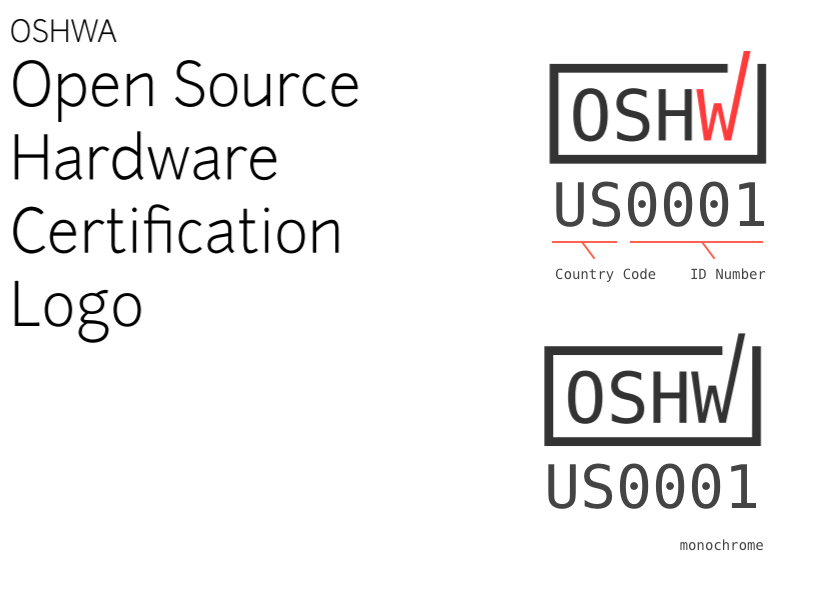 OSHWA
Open Source
Hardware
Certification
Logo
OSHW
US0001
Country Code
ID Number
OSHW
US0001
monochrome